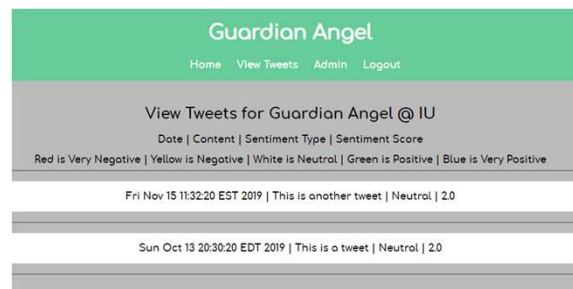 Guardian Angel
Home View Tweets Admin Logout
View Tweets for Guardian Angel @ IU
Date | Content | Sentiment Type | Sentiment Score
Red is Very Negative | Yellow is Negative | White is Neutral | Green is Positive | Blue is Very Positive
Fri Nov 15 11:32:20 EST 2019 | This is another tweet | Neutral | 2.0
Sun Oct 13 20:30:20 EDT 2019 | This is a tweet | Neutral | 2.0